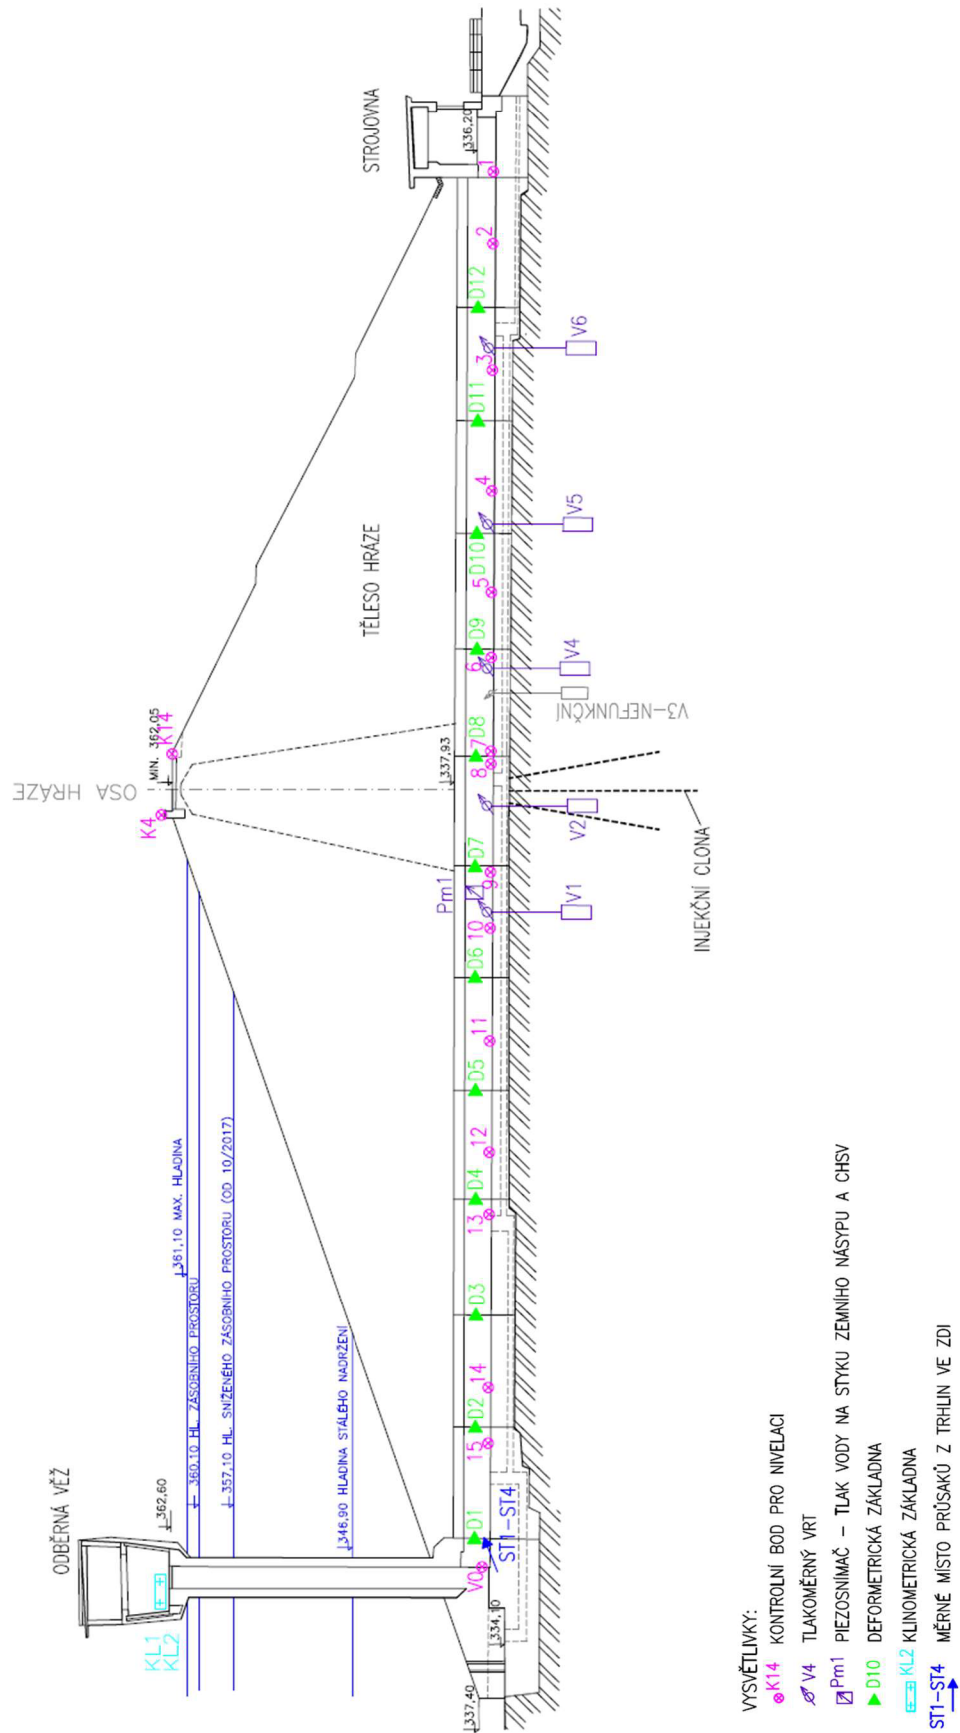 ODBĚRNÁ VĚŽ
KL1
KL2
362,60
361,10 MAX. HLADINA
360,10 HL. ZÁSOBNÍHO PROSTORU
357,10 HL. SNÍŽENÉHO ZÁSOBNÍHO PROSTORU (OD 10/2017)
346,90 HLADINA STÁLÉHO NADRŽENÍ
337,40
334,10
OSA HRÁZE
K4
MIN. 362,05
K14
TĚLESO HRÁZE
337,93
STROJOVNA
336,20
V0
D1
ST1-ST4
15
D2
14
D3
13
D4
12
D5
11
D6
10
Pm1
9
D7
8
7
D8
6
D9
5
D10
4
D11
3
D12
2
1
V1
V2
V3-NEFUNKČNÍ
V4
V5
V6
INJEKČNÍ CLONA
VYSVĚTLIVKY:
K14 KONTROLNÍ BOD PRO NIVELACI
V4 TLAKOMĚRNÝ VRT
Pm1 PIEZOSNÍMAČ – TLAK VODY NA STYKU ZEMNÍHO NÁSYPU A CHSV
D10 DEFORMETRICKÁ ZÁKLADNA
KL2 KLINOMETRICKÁ ZÁKLADNA
ST1-ST4 MĚRNÉ MÍSTO PRŮSAKŮ Z TRHLIN VE ZDI